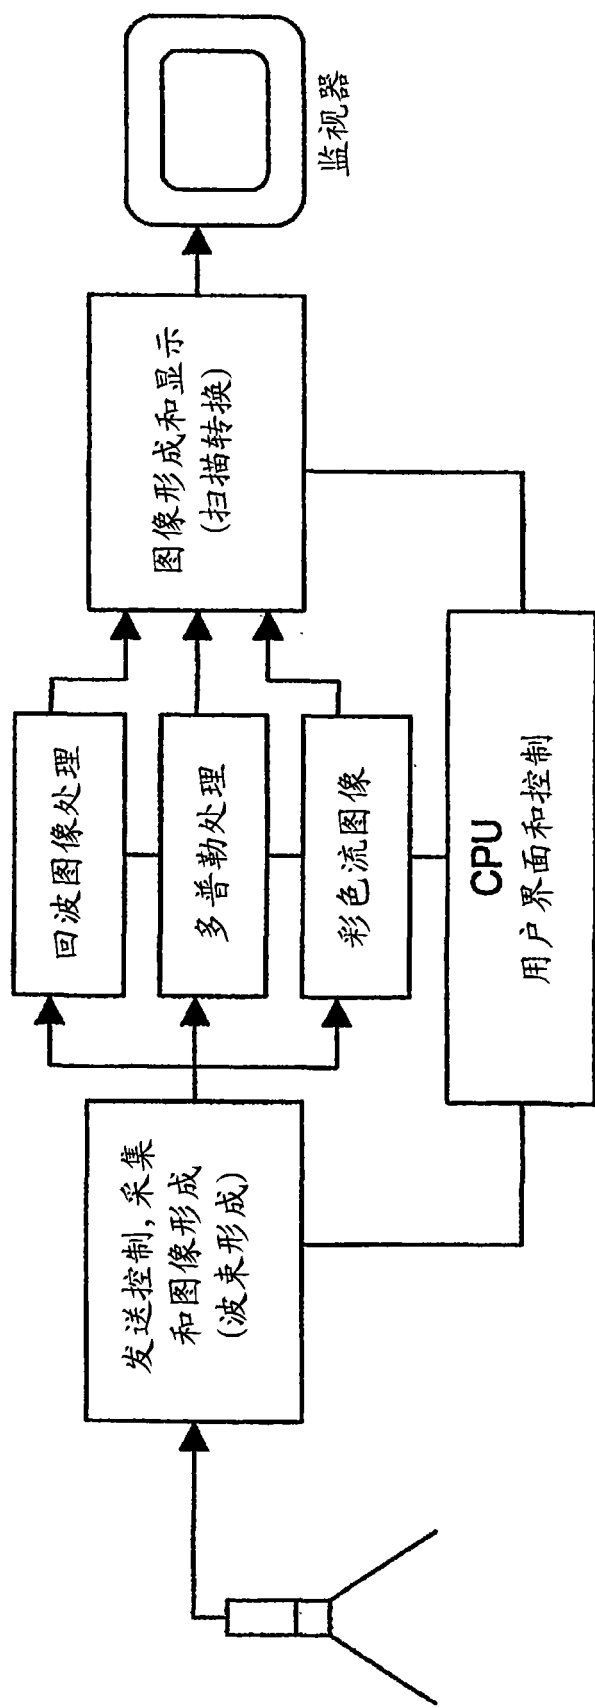 发送控制,采集
和图像形成
(波束形成)
回波图像处理
多普勒处理
彩色流图像
图像形成和显示
(扫描转换)
监视器
CPU
用户界面和控制